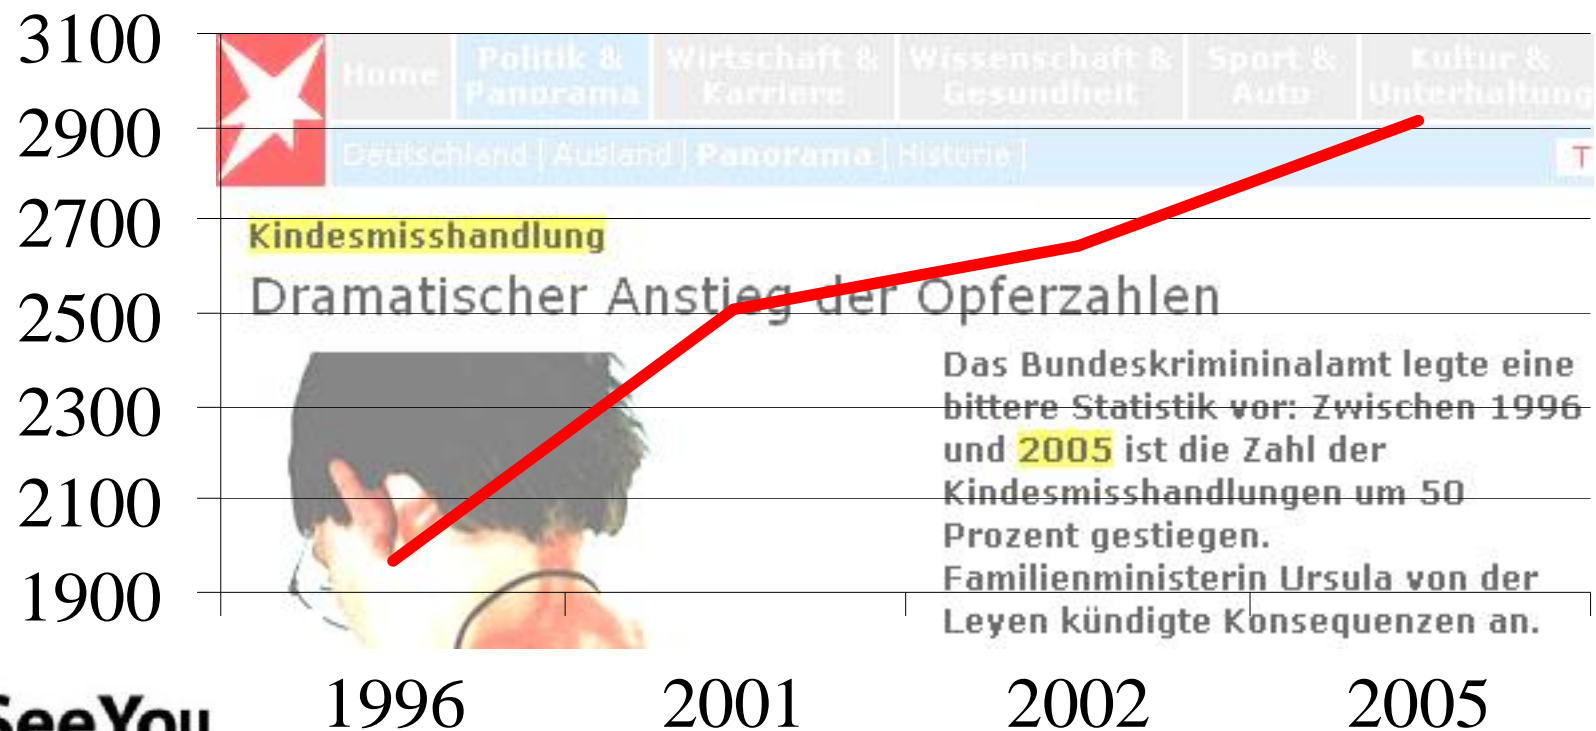 3100
2900
2700
2500
2300
2100
1900
Home
Politik &
Panorama
Wirtschaft &
Karriere
Wissenschaft &
Gesundheit
Sport &
Auto
Kultur &
Unterhaltung
Deutschland | Ausland | Panorama | Historie |
T
Kindesmisshandlung
Dramatischer Anstieg der Opferzahlen
Das Bundeskrimininalamt legte eine
bittere Statistik vor: Zwischen 1996
und 2005 ist die Zahl der
Kindesmisshandlungen um 50
Prozent gestiegen.
Familienministerin Ursula von der
Leyen kündigte Konsequenzen an.
1996 2001 2002 2005
SeeYou